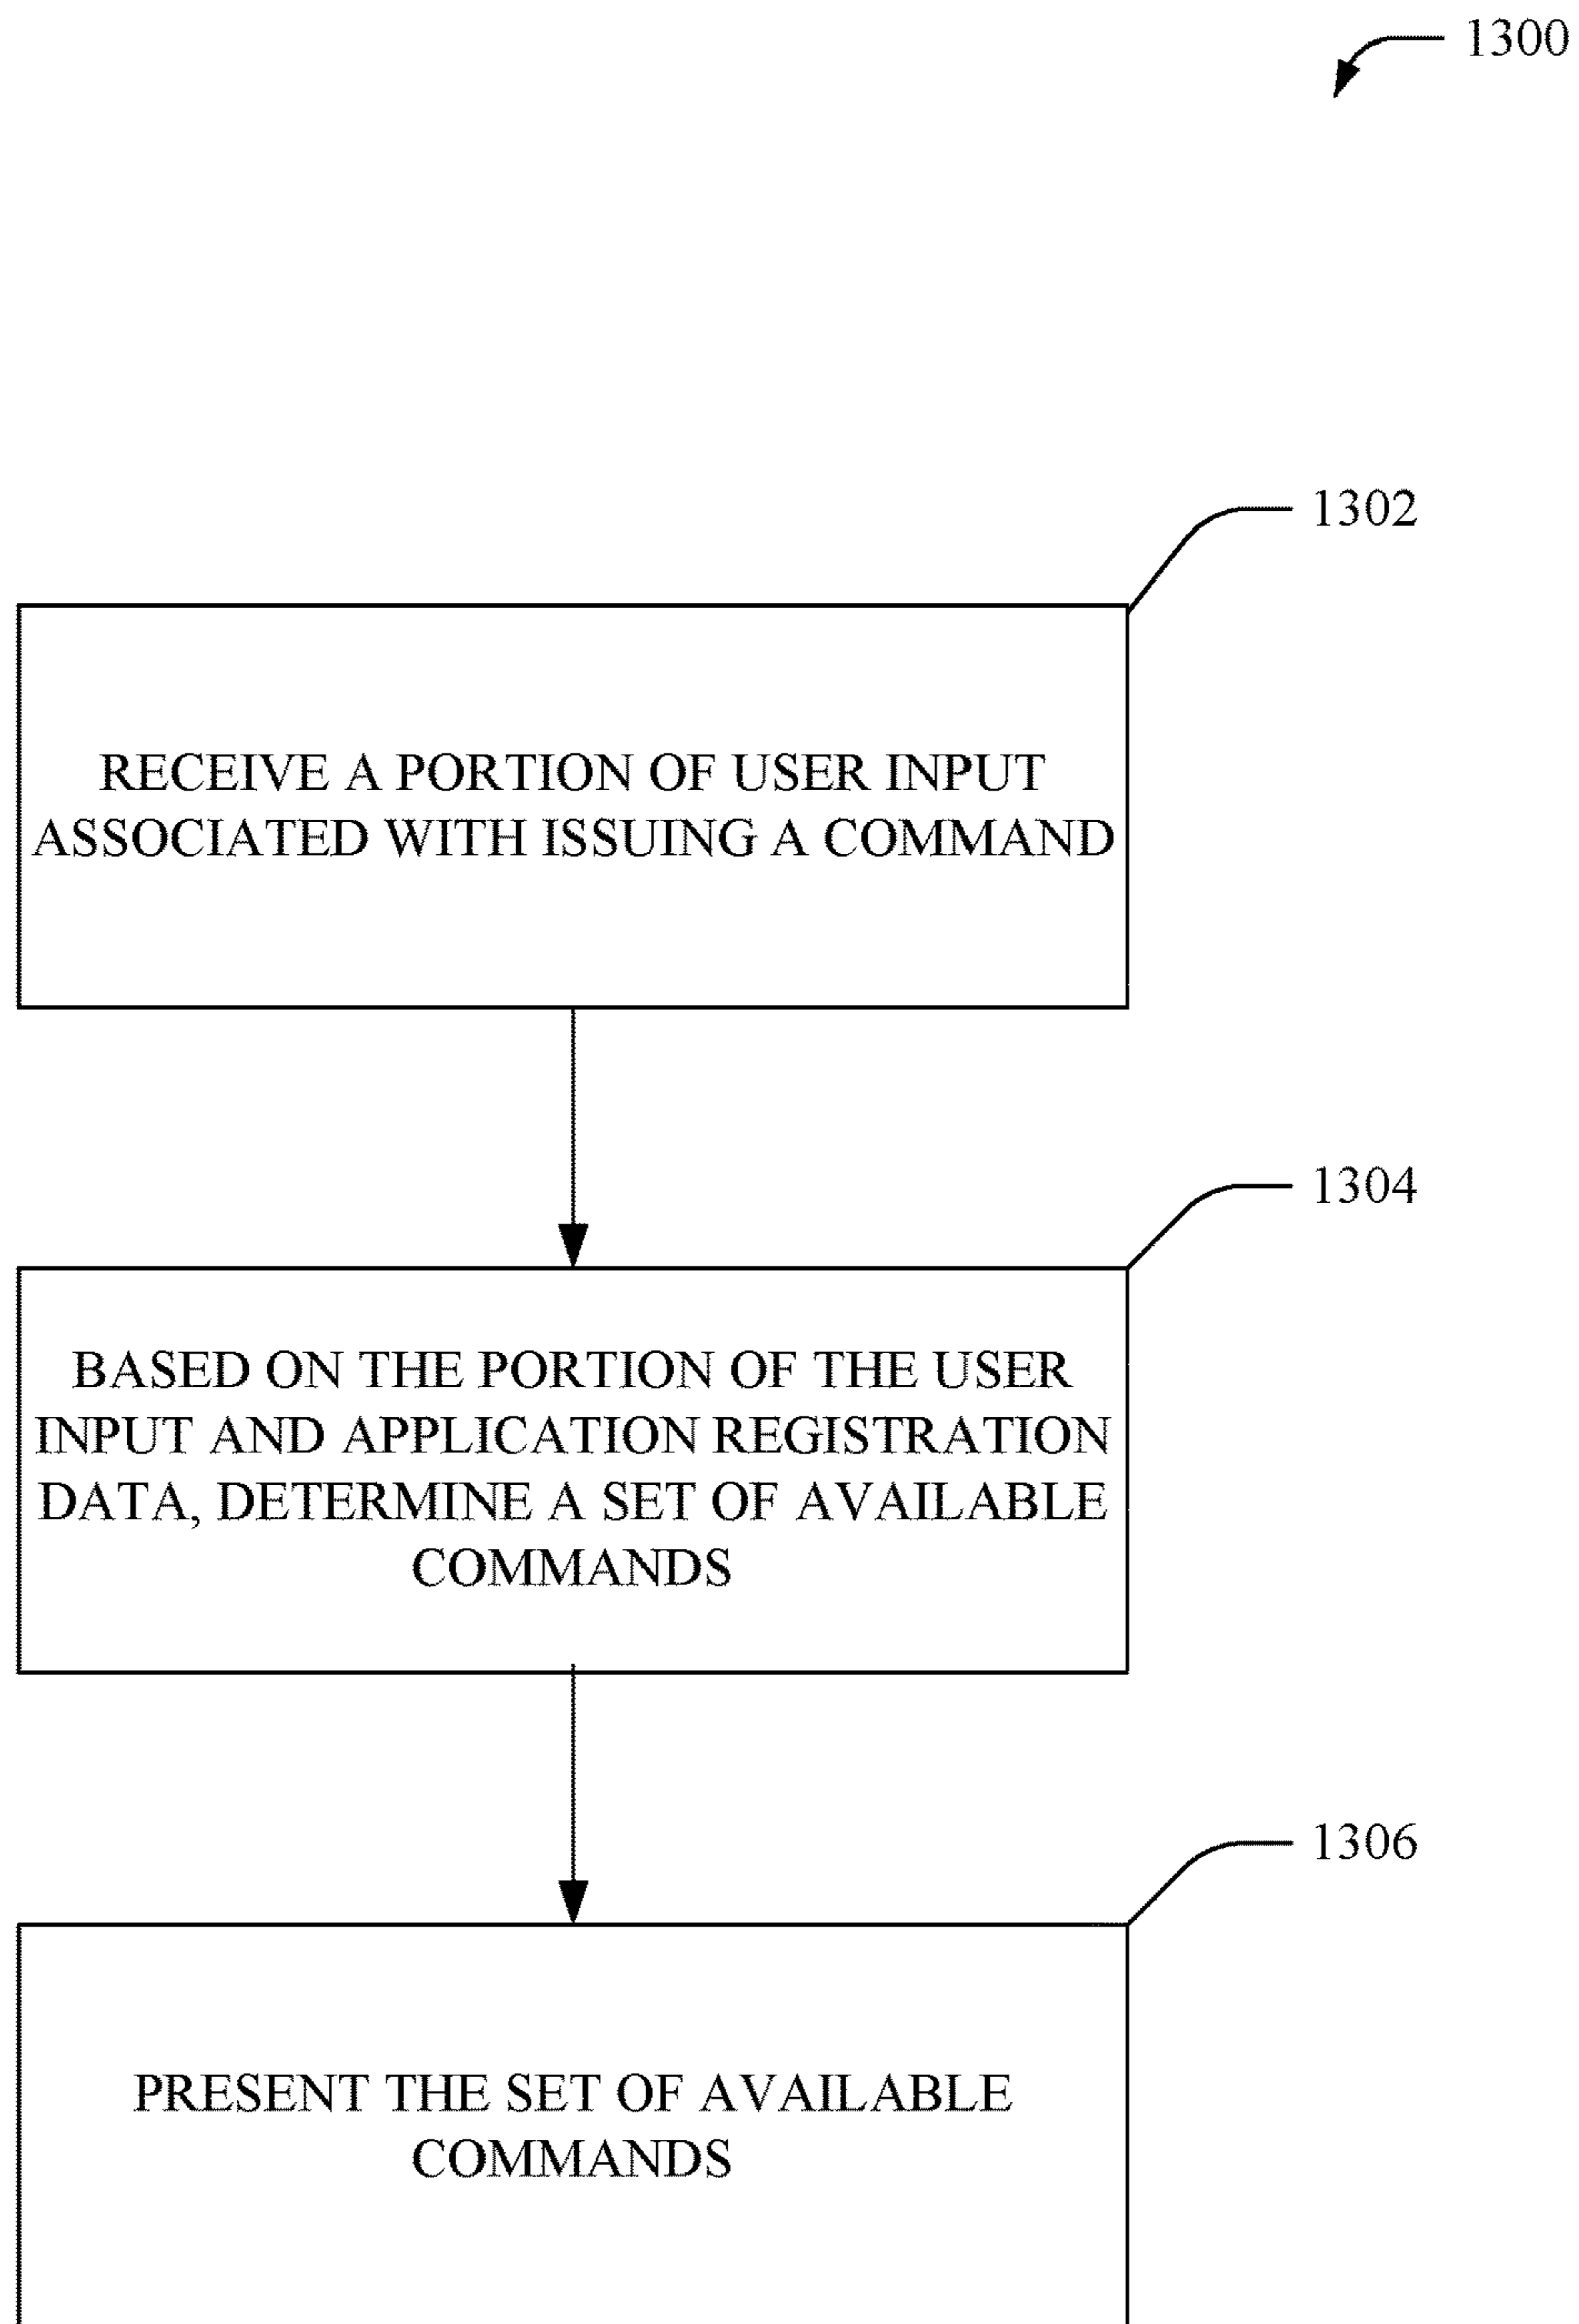 1300
1302
RECEIVE A PORTION OF USER INPUT
ASSOCIATED WITH ISSUING A COMMAND
1304
BASED ON THE PORTION OF THE USER
INPUT AND APPLICATION REGISTRATION
DATA, DETERMINE A SET OF AVAILABLE
COMMANDS
1306
PRESENT THE SET OF AVAILABLE
COMMANDS